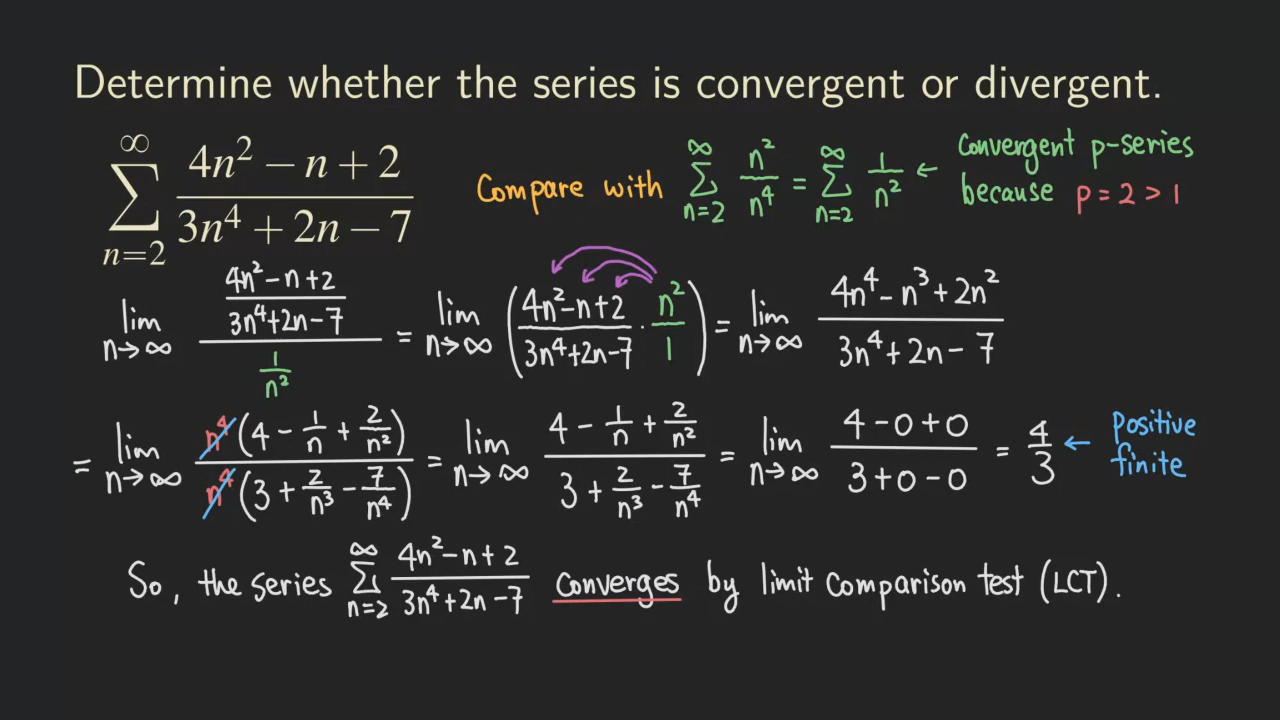 Determine whether the series is convergent or divergent.
∑_{n=2}^{∞} (4n² − n + 2)/(3n⁴ + 2n − 7) Compare with ∑_{n=2}^{∞} n²/n⁴ = ∑_{n=2}^{∞} 1/n² ← Convergent p-series because p = 2 > 1
lim_{n→∞} ((4n² − n + 2)/(3n⁴ + 2n − 7))/(1/n²) = lim_{n→∞} ((4n² − n + 2)/(3n⁴ + 2n − 7) · n²/1) = lim_{n→∞} (4n⁴ − n³ + 2n²)/(3n⁴ + 2n − 7)
= lim_{n→∞} (n⁴(4 − 1/n + 2/n²))/(n⁴(3 + 2/n³ − 7/n⁴)) = lim_{n→∞} (4 − 1/n + 2/n²)/(3 + 2/n³ − 7/n⁴) = lim_{n→∞} (4 − 0 + 0)/(3 + 0 − 0) = 4/3 ← positive finite
So, the series ∑_{n=2}^{∞} (4n² − n + 2)/(3n⁴ + 2n − 7) Converges by limit comparison test (LCT).